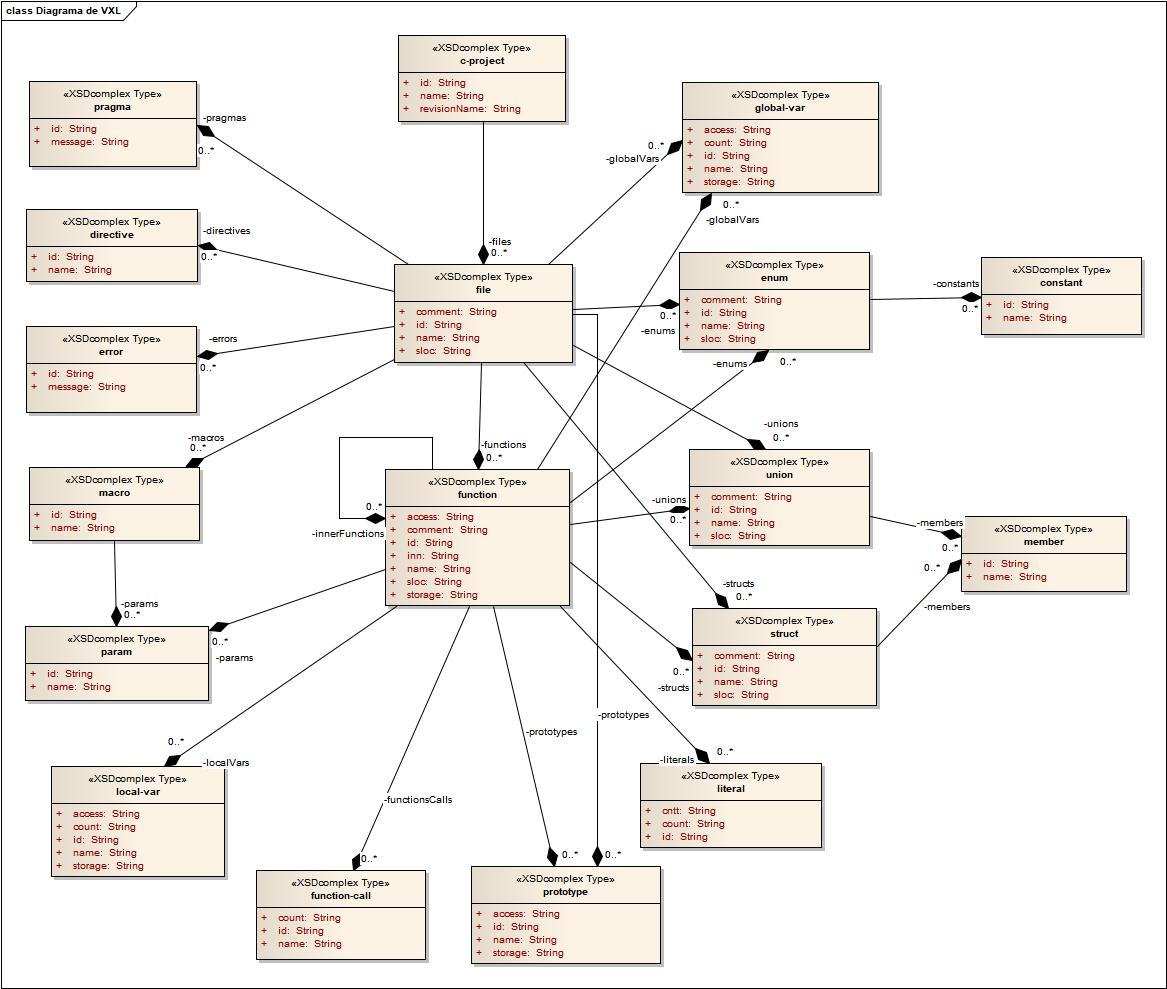 class Diagrama de VXL
«XSDcomplex Type»
c-project
+ id: String
+ name: String
+ revisionName: String
«XSDcomplex Type»
pragma
+ id: String
+ message: String
-pragmas
0..*
«XSDcomplex Type»
global-var
+ access: String
+ count: String
+ id: String
+ name: String
+ storage: String
0..*
-globalVars
0..*
-globalVars
«XSDcomplex Type»
directive
+ id: String
+ name: String
-directives
0..*
-files
0..*
«XSDcomplex Type»
file
+ comment: String
+ id: String
+ name: String
+ sloc: String
«XSDcomplex Type»
enum
+ comment: String
+ id: String
+ name: String
+ sloc: String
0..*
-enums
-enums
0..*
«XSDcomplex Type»
constant
+ id: String
+ name: String
-constants
0..*
«XSDcomplex Type»
error
+ id: String
+ message: String
-errors
0..*
-macros
0..*
«XSDcomplex Type»
macro
+ id: String
+ name: String
-functions
0..*
0..*
-innerFunctions
«XSDcomplex Type»
function
+ access: String
+ comment: String
+ id: String
+ inn: String
+ name: String
+ sloc: String
+ storage: String
-unions
0..*
«XSDcomplex Type»
union
+ comment: String
+ id: String
+ name: String
+ sloc: String
-unions
0..*
-members
0..*
«XSDcomplex Type»
member
+ id: String
+ name: String
0..*
-members
-structs
0..*
«XSDcomplex Type»
struct
+ comment: String
+ id: String
+ name: String
+ sloc: String
0..*
-structs
-params
0..*
«XSDcomplex Type»
param
+ id: String
+ name: String
0..*
-params
0..*
-localVars
«XSDcomplex Type»
local-var
+ access: String
+ count: String
+ id: String
+ name: String
+ storage: String
-functionsCalls
0..*
«XSDcomplex Type»
function-call
+ count: String
+ id: String
+ name: String
-prototypes
0..*
-prototypes
0..*
«XSDcomplex Type»
prototype
+ access: String
+ id: String
+ name: String
+ storage: String
-literals
0..*
«XSDcomplex Type»
literal
+ cntt: String
+ count: String
+ id: String